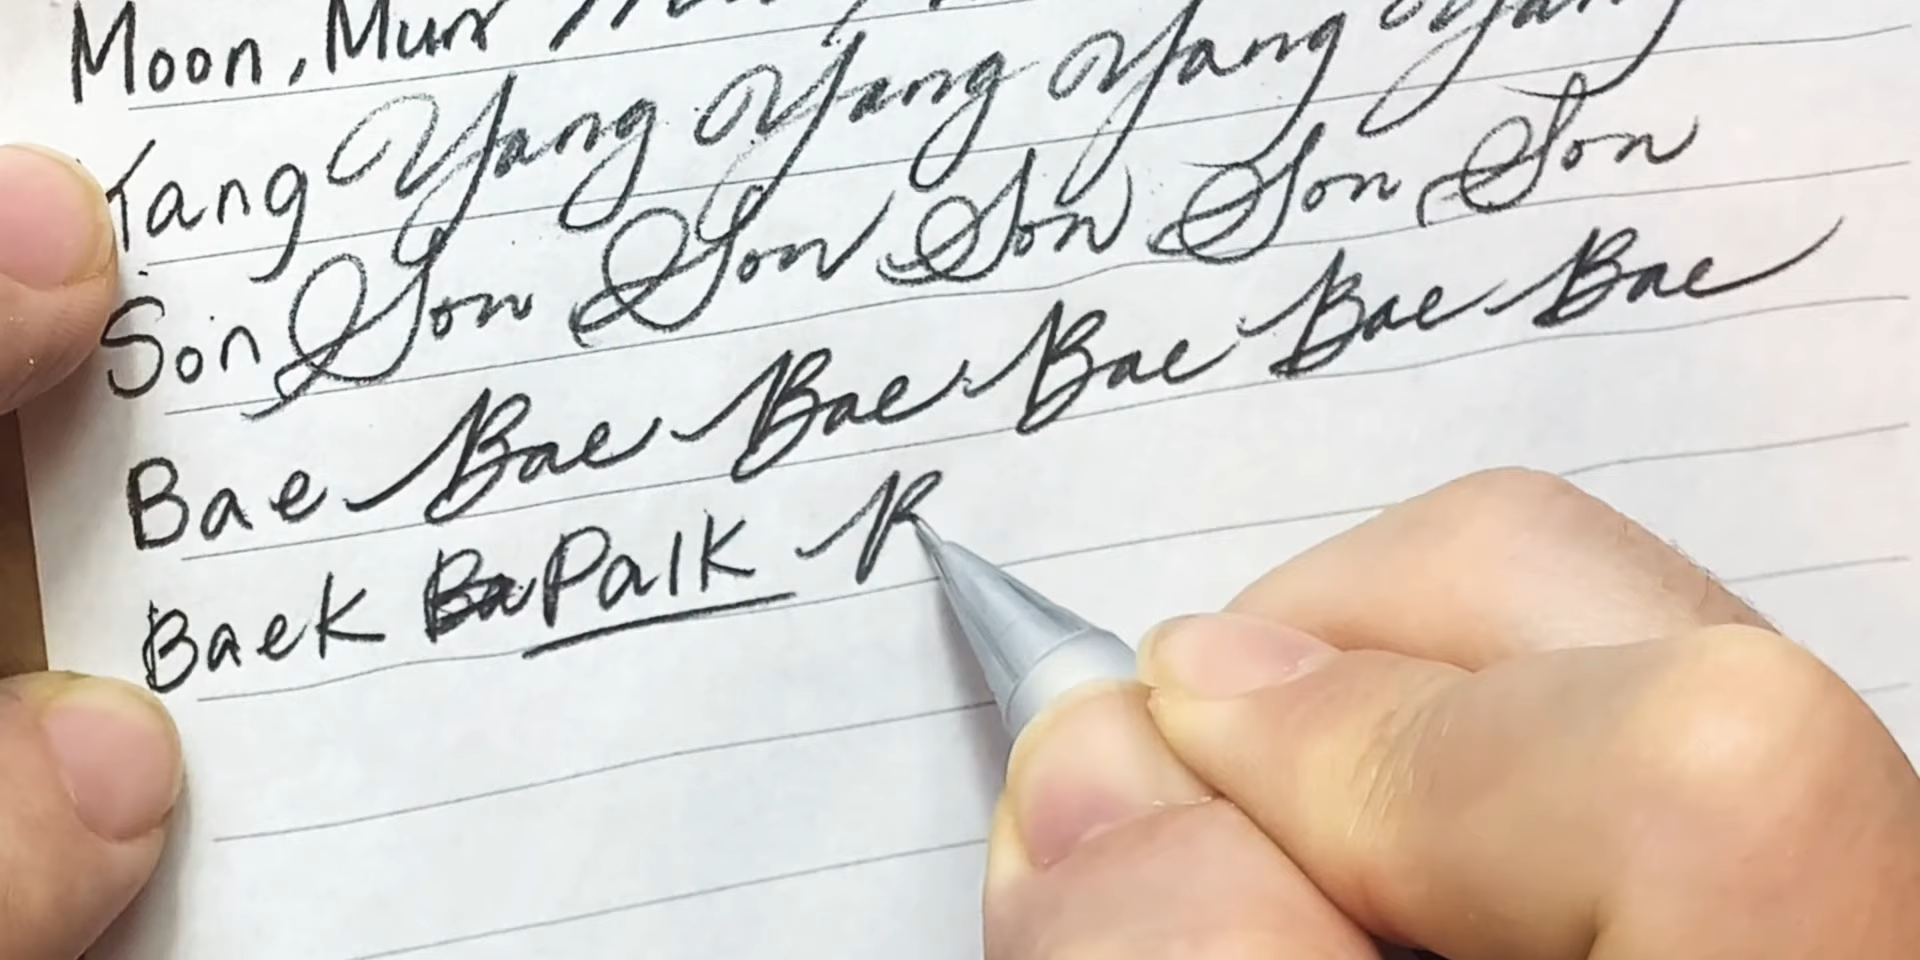 Moon, Mun
Yang Yang Yang Yang Yang
Son Son Son Son Son Son
Bae Bae Bae Bae Bae Bae
Baek Paik